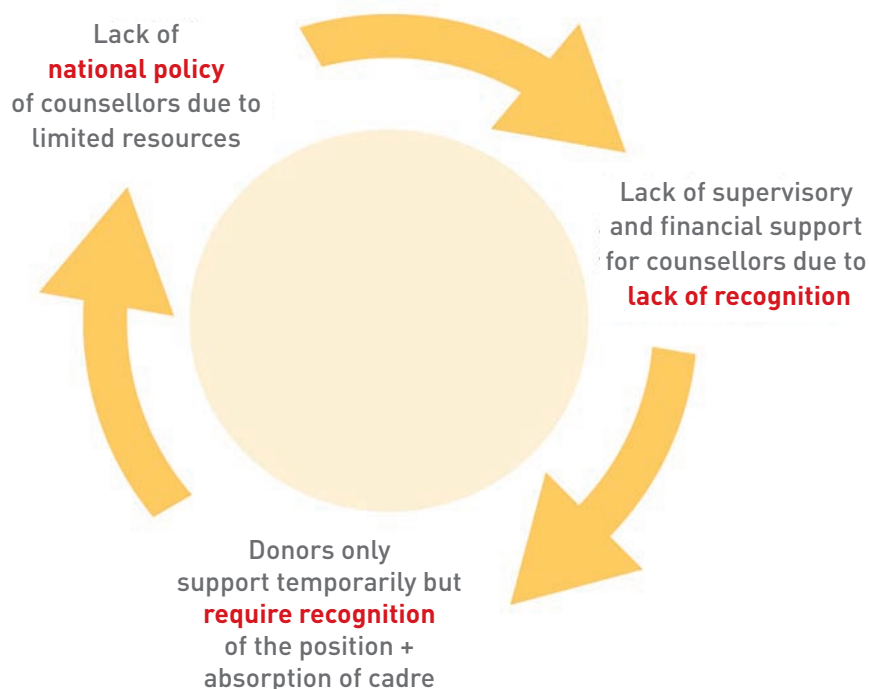 Lack of
national policy
of counsellors due to
limited resources
Lack of supervisory
and financial support
for counsellors due to
lack of recognition
Donors only
support temporarily but
require recognition
of the position +
absorption of cadre